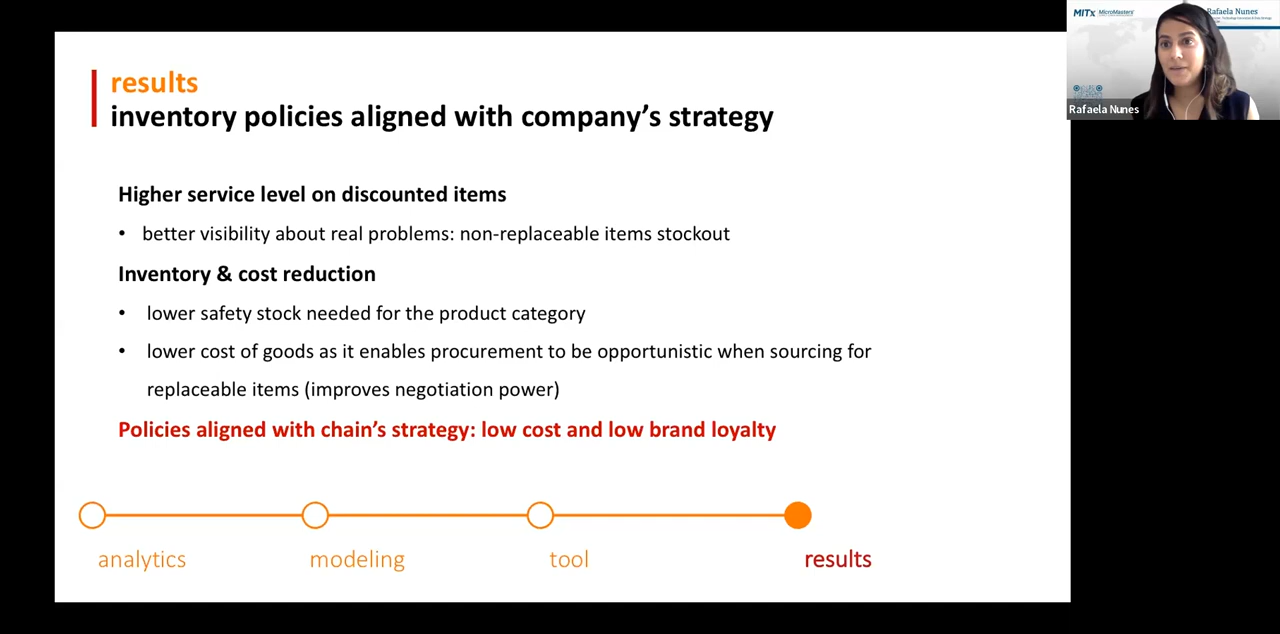 results
inventory policies aligned with company's strategy
Higher service level on discounted items
• better visibility about real problems: non-replaceable items stockout
Inventory & cost reduction
• lower safety stock needed for the product category
• lower cost of goods as it enables procurement to be opportunistic when sourcing for
replaceable items (improves negotiation power)
Policies aligned with chain's strategy: low cost and low brand loyalty
analytics
modeling
tool
results
MITx MicroMasters
Rafaela Nunes
Rafaela Nunes